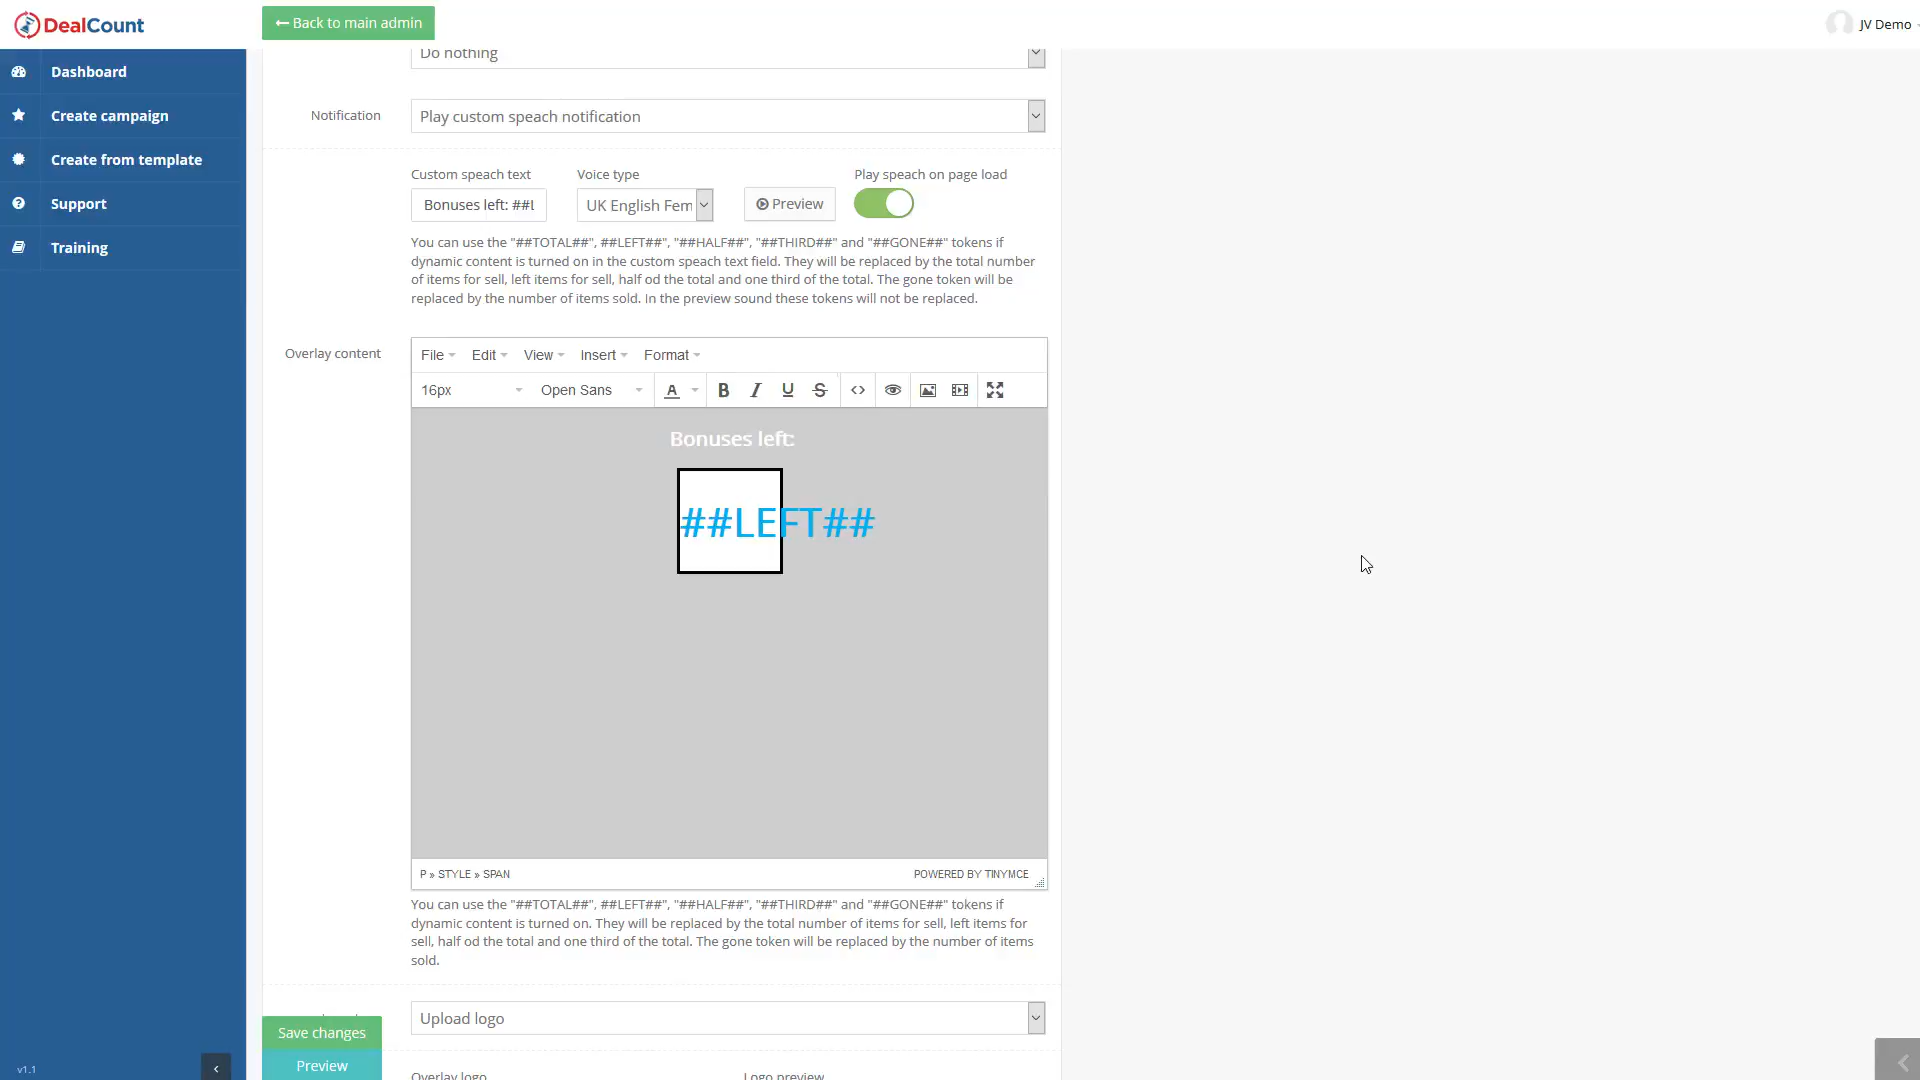 DealCount
Back to main admin
JV Demo
Dashboard
Create campaign
Create from template
Support
Training
Do nothing
Notification
Play custom speach notification
Custom speach text
Voice type
Play speach on page load
Bonuses left: ##L
UK English Fem
Preview
You can use the "##TOTAL##", ##LEFT##", "##HALF##", "##THIRD##" and "##GONE##" tokens if
dynamic content is turned on in the custom speach text field. They will be replaced by the total number
of items for sell, left items for sell, half od the total and one third of the total. The gone token will be
replaced by the number of items sold. In the preview sound these tokens will not be replaced.
Overlay content
File Edit View Insert Format
16px Open Sans A B I U S
Bonuses left:
##LEFT##
P » STYLE » SPAN
POWERED BY TINYMCE
You can use the "##TOTAL##", ##LEFT##", "##HALF##", "##THIRD##" and "##GONE##" tokens if
dynamic content is turned on. They will be replaced by the total number of items for sell, left items for
sell, half od the total and one third of the total. The gone token will be replaced by the number of items
sold.
Upload logo
Save changes
Preview
Overlay logo
Logo preview
v1.1